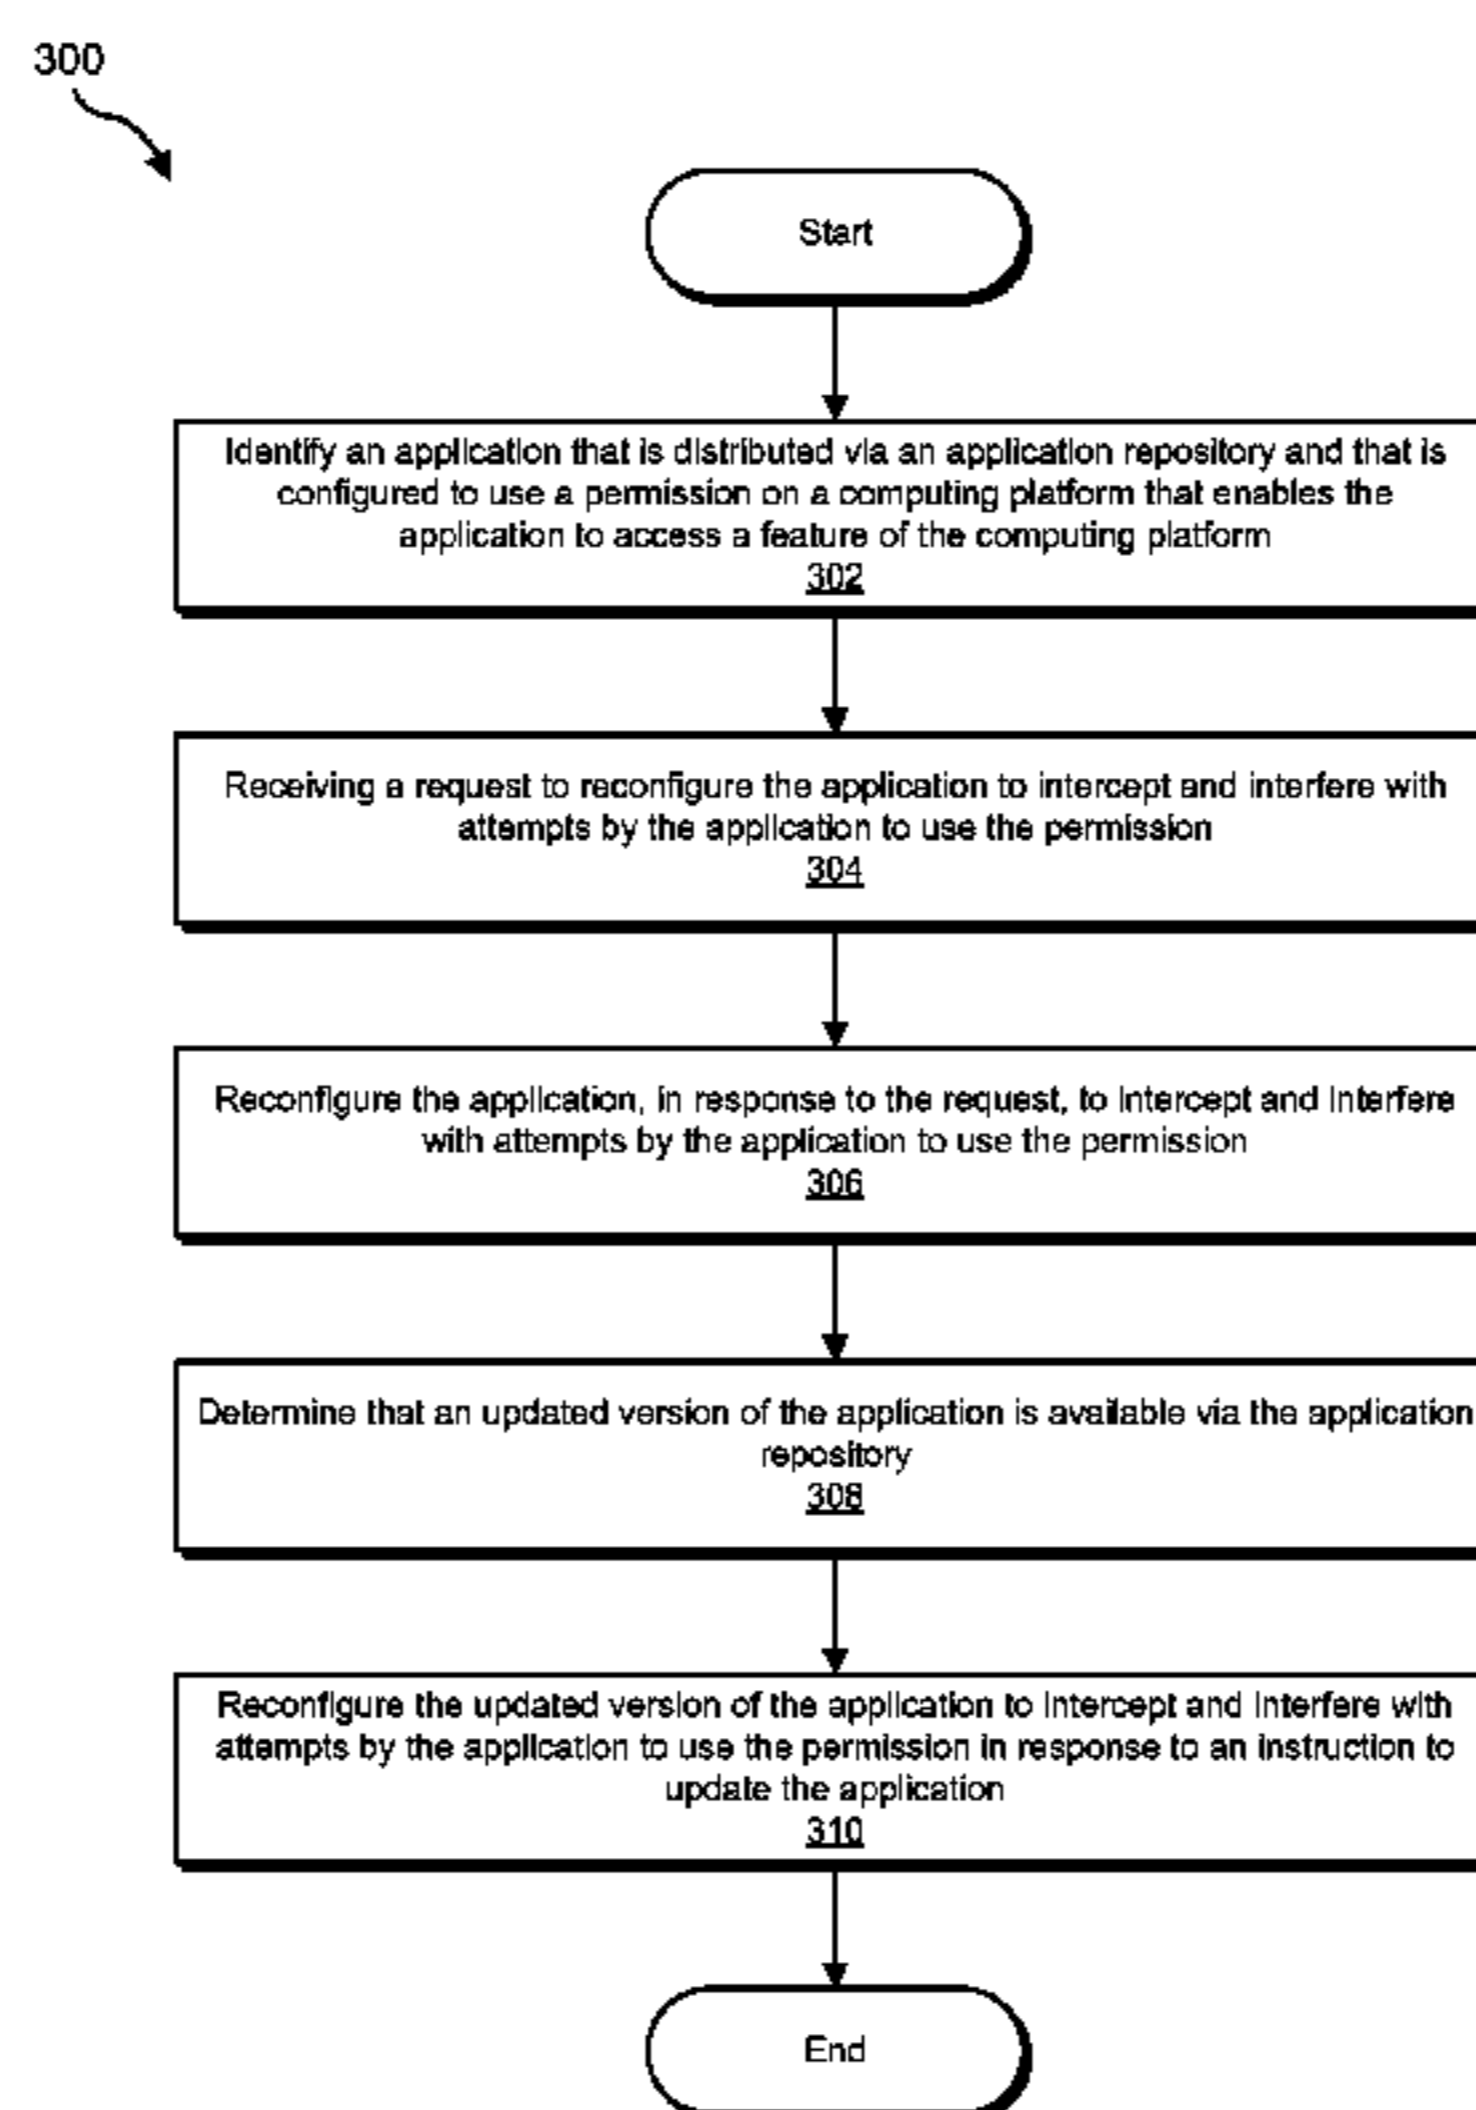 300
Start
Identify an application that is distributed via an application repository and that is
configured to use a permission on a computing platform that enables the
application to access a feature of the computing platform
302
Receiving a request to reconfigure the application to intercept and interfere with
attempts by the application to use the permission
304
Reconfigure the application, in response to the request, to intercept and interfere
with attempts by the application to use the permission
306
Determine that an updated version of the application is available via the application
repository
308
Reconfigure the updated version of the application to intercept and interfere with
attempts by the application to use the permission in response to an instruction to
update the application
310
End